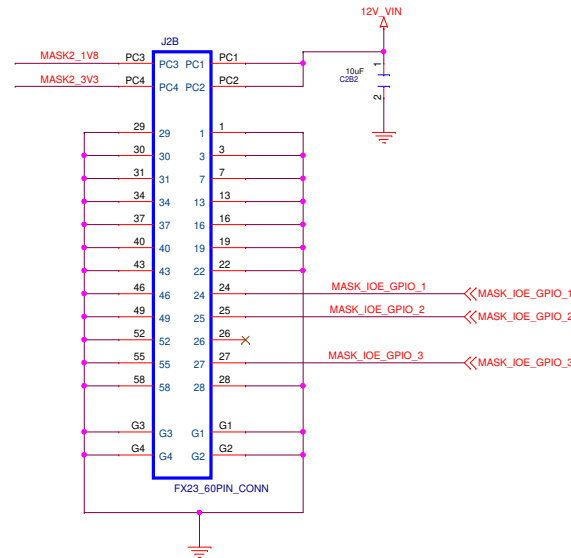 12V_VIN
J2B
MASK2_1V8 PC3 PC3 PC1 PC1
MASK2_3V3 PC4 PC4 PC2 PC2
1
10uF
C2B2
2
29 29 1 1
30 30 3 3
31 31 7 7
34 34 13 13
37 37 16 16
40 40 19 19
43 43 22 22
46 46 24 24 MASK_IOE_GPIO_1 MASK_IOE_GPIO_1
49 49 25 25 MASK_IOE_GPIO_2 MASK_IOE_GPIO_2
52 52 26 26
55 55 27 27 MASK_IOE_GPIO_3 MASK_IOE_GPIO_3
58 58 28 28
G3 G3 G1 G1
G4 G4 G2 G2
FX23_60PIN_CONN